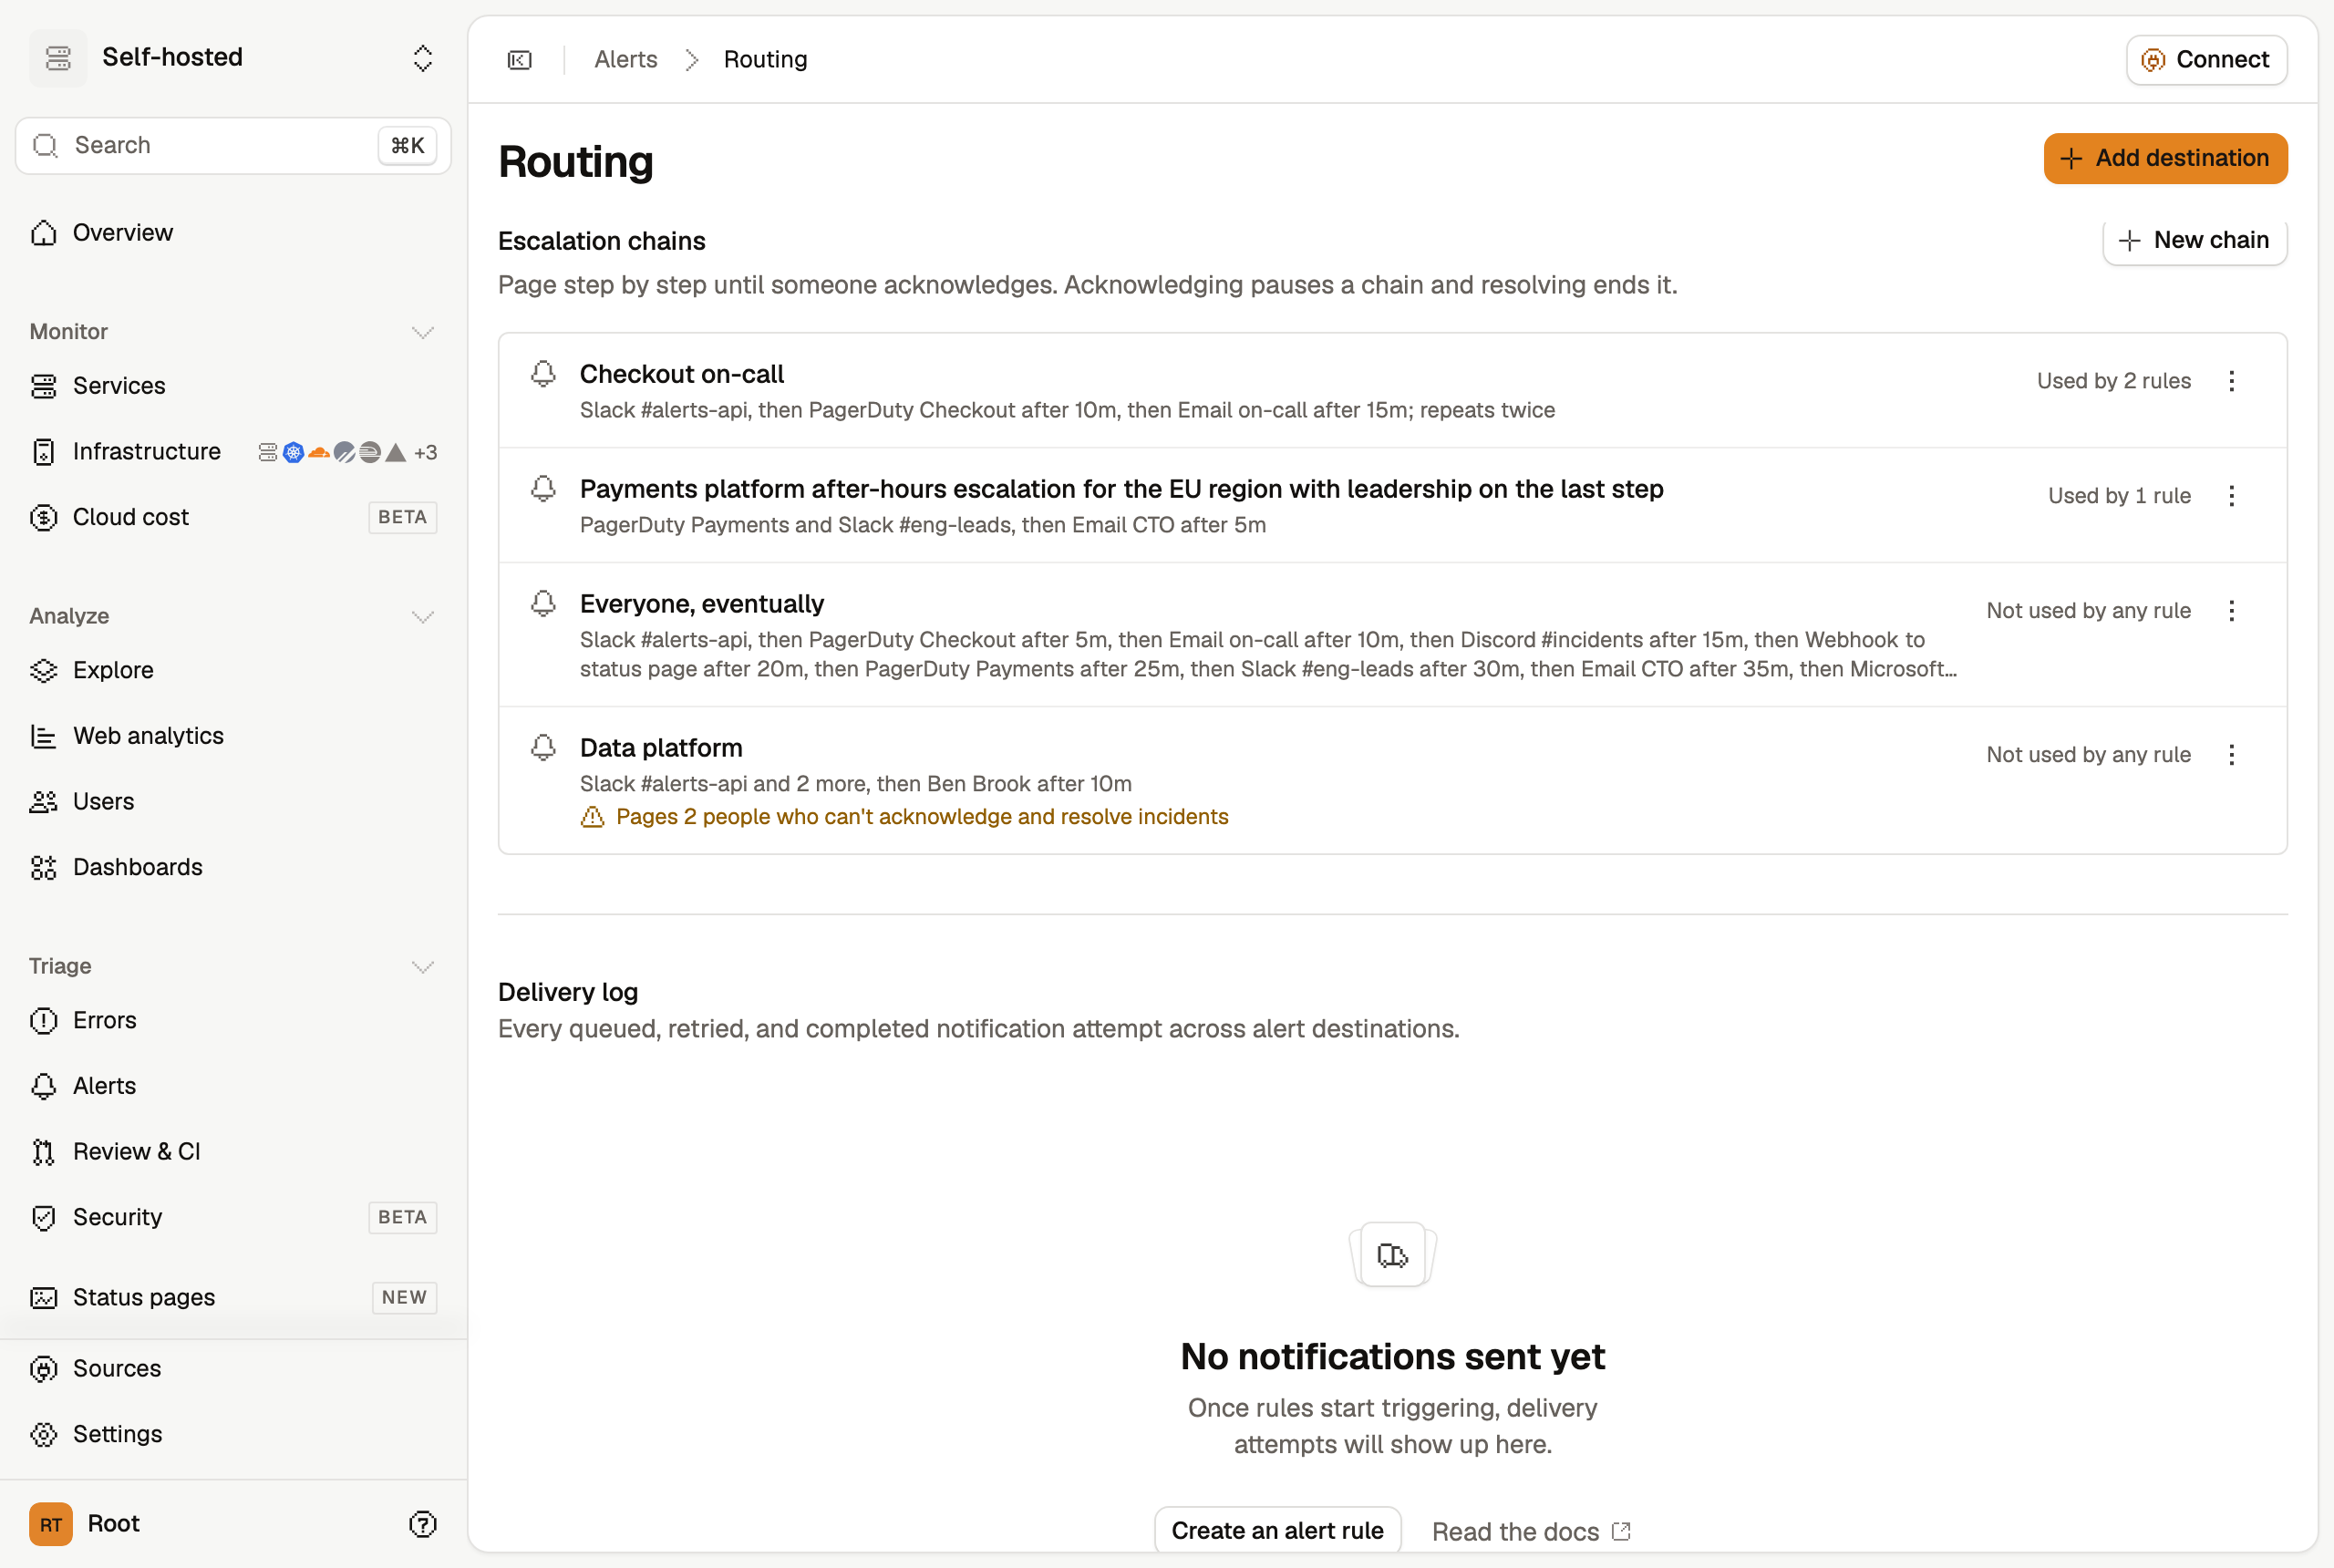 Self-hosted
Search
⌘K
Overview
Monitor
Services
Infrastructure
+3
Cloud cost
BETA
Analyze
Explore
Web analytics
Users
Dashboards
Triage
Errors
Alerts
Review & CI
Security
BETA
Status pages
NEW
Sources
Settings
RT
Root
Alerts
Routing
Connect
Routing
Add destination
Escalation chains
New chain
Page step by step until someone acknowledges. Acknowledging pauses a chain and resolving ends it.
Checkout on-call
Used by 2 rules
Slack #alerts-api, then PagerDuty Checkout after 10m, then Email on-call after 15m; repeats twice
Payments platform after-hours escalation for the EU region with leadership on the last step
Used by 1 rule
PagerDuty Payments and Slack #eng-leads, then Email CTO after 5m
Everyone, eventually
Not used by any rule
Slack #alerts-api, then PagerDuty Checkout after 5m, then Email on-call after 10m, then Discord #incidents after 15m, then Webhook to
status page after 20m, then PagerDuty Payments after 25m, then Slack #eng-leads after 30m, then Email CTO after 35m, then Microsoft...
Data platform
Not used by any rule
Slack #alerts-api and 2 more, then Ben Brook after 10m
Pages 2 people who can't acknowledge and resolve incidents
Delivery log
Every queued, retried, and completed notification attempt across alert destinations.
No notifications sent yet
Once rules start triggering, delivery
attempts will show up here.
Create an alert rule
Read the docs